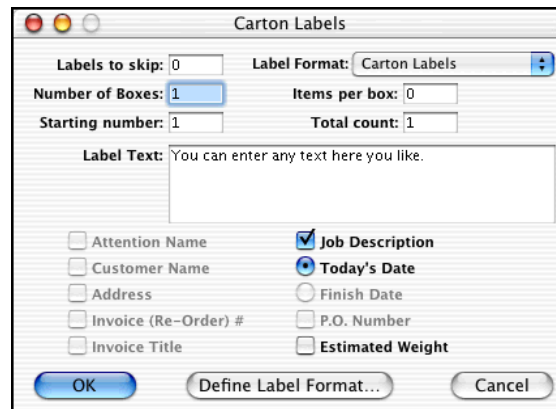 Carton Labels
Labels to skip: 0 Label Format: Carton Labels
Number of Boxes: 1 Items per box: 0
Starting number: 1 Total count: 1
Label Text: You can enter any text here you like.
Attention Name Job Description
Customer Name Today's Date
Address Finish Date
Invoice (Re-Order) # P.O. Number
Invoice Title Estimated Weight
OK Define Label Format... Cancel